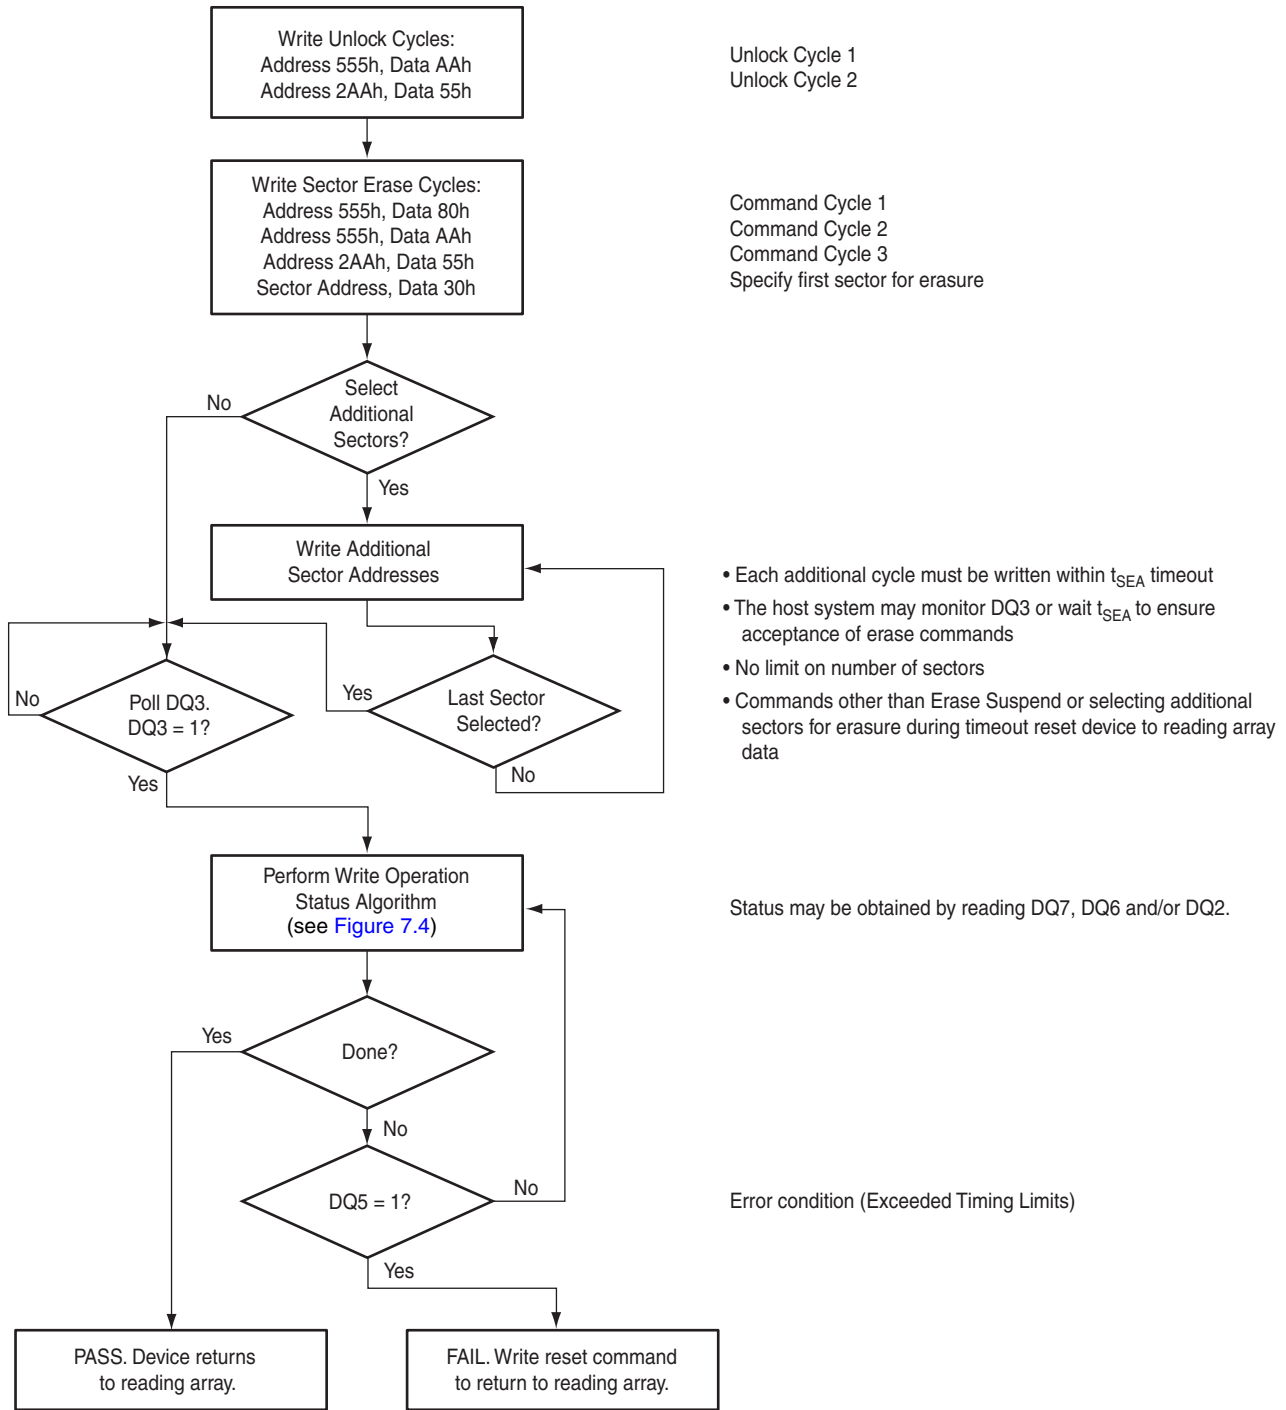 Write Unlock Cycles:
Address 555h, Data AAh
Address 2AAh, Data 55h
Unlock Cycle 1
Unlock Cycle 2
Write Sector Erase Cycles:
Address 555h, Data 80h
Address 555h, Data AAh
Address 2AAh, Data 55h
Sector Address, Data 30h
Command Cycle 1
Command Cycle 2
Command Cycle 3
Specify first sector for erasure
Select
Additional
Sectors?
No
Yes
Write Additional
Sector Addresses
• Each additional cycle must be written within tSEA timeout
• The host system may monitor DQ3 or wait tSEA to ensure
acceptance of erase commands
• No limit on number of sectors
• Commands other than Erase Suspend or selecting additional
sectors for erasure during timeout reset device to reading array
data
No
Poll DQ3.
DQ3 = 1?
Yes
Yes
Last Sector
Selected?
No
Perform Write Operation
Status Algorithm
(see Figure 7.4)
Status may be obtained by reading DQ7, DQ6 and/or DQ2.
Yes
Done?
No
DQ5 = 1?
No
Error condition (Exceeded Timing Limits)
Yes
PASS. Device returns
to reading array.
FAIL. Write reset command
to return to reading array.